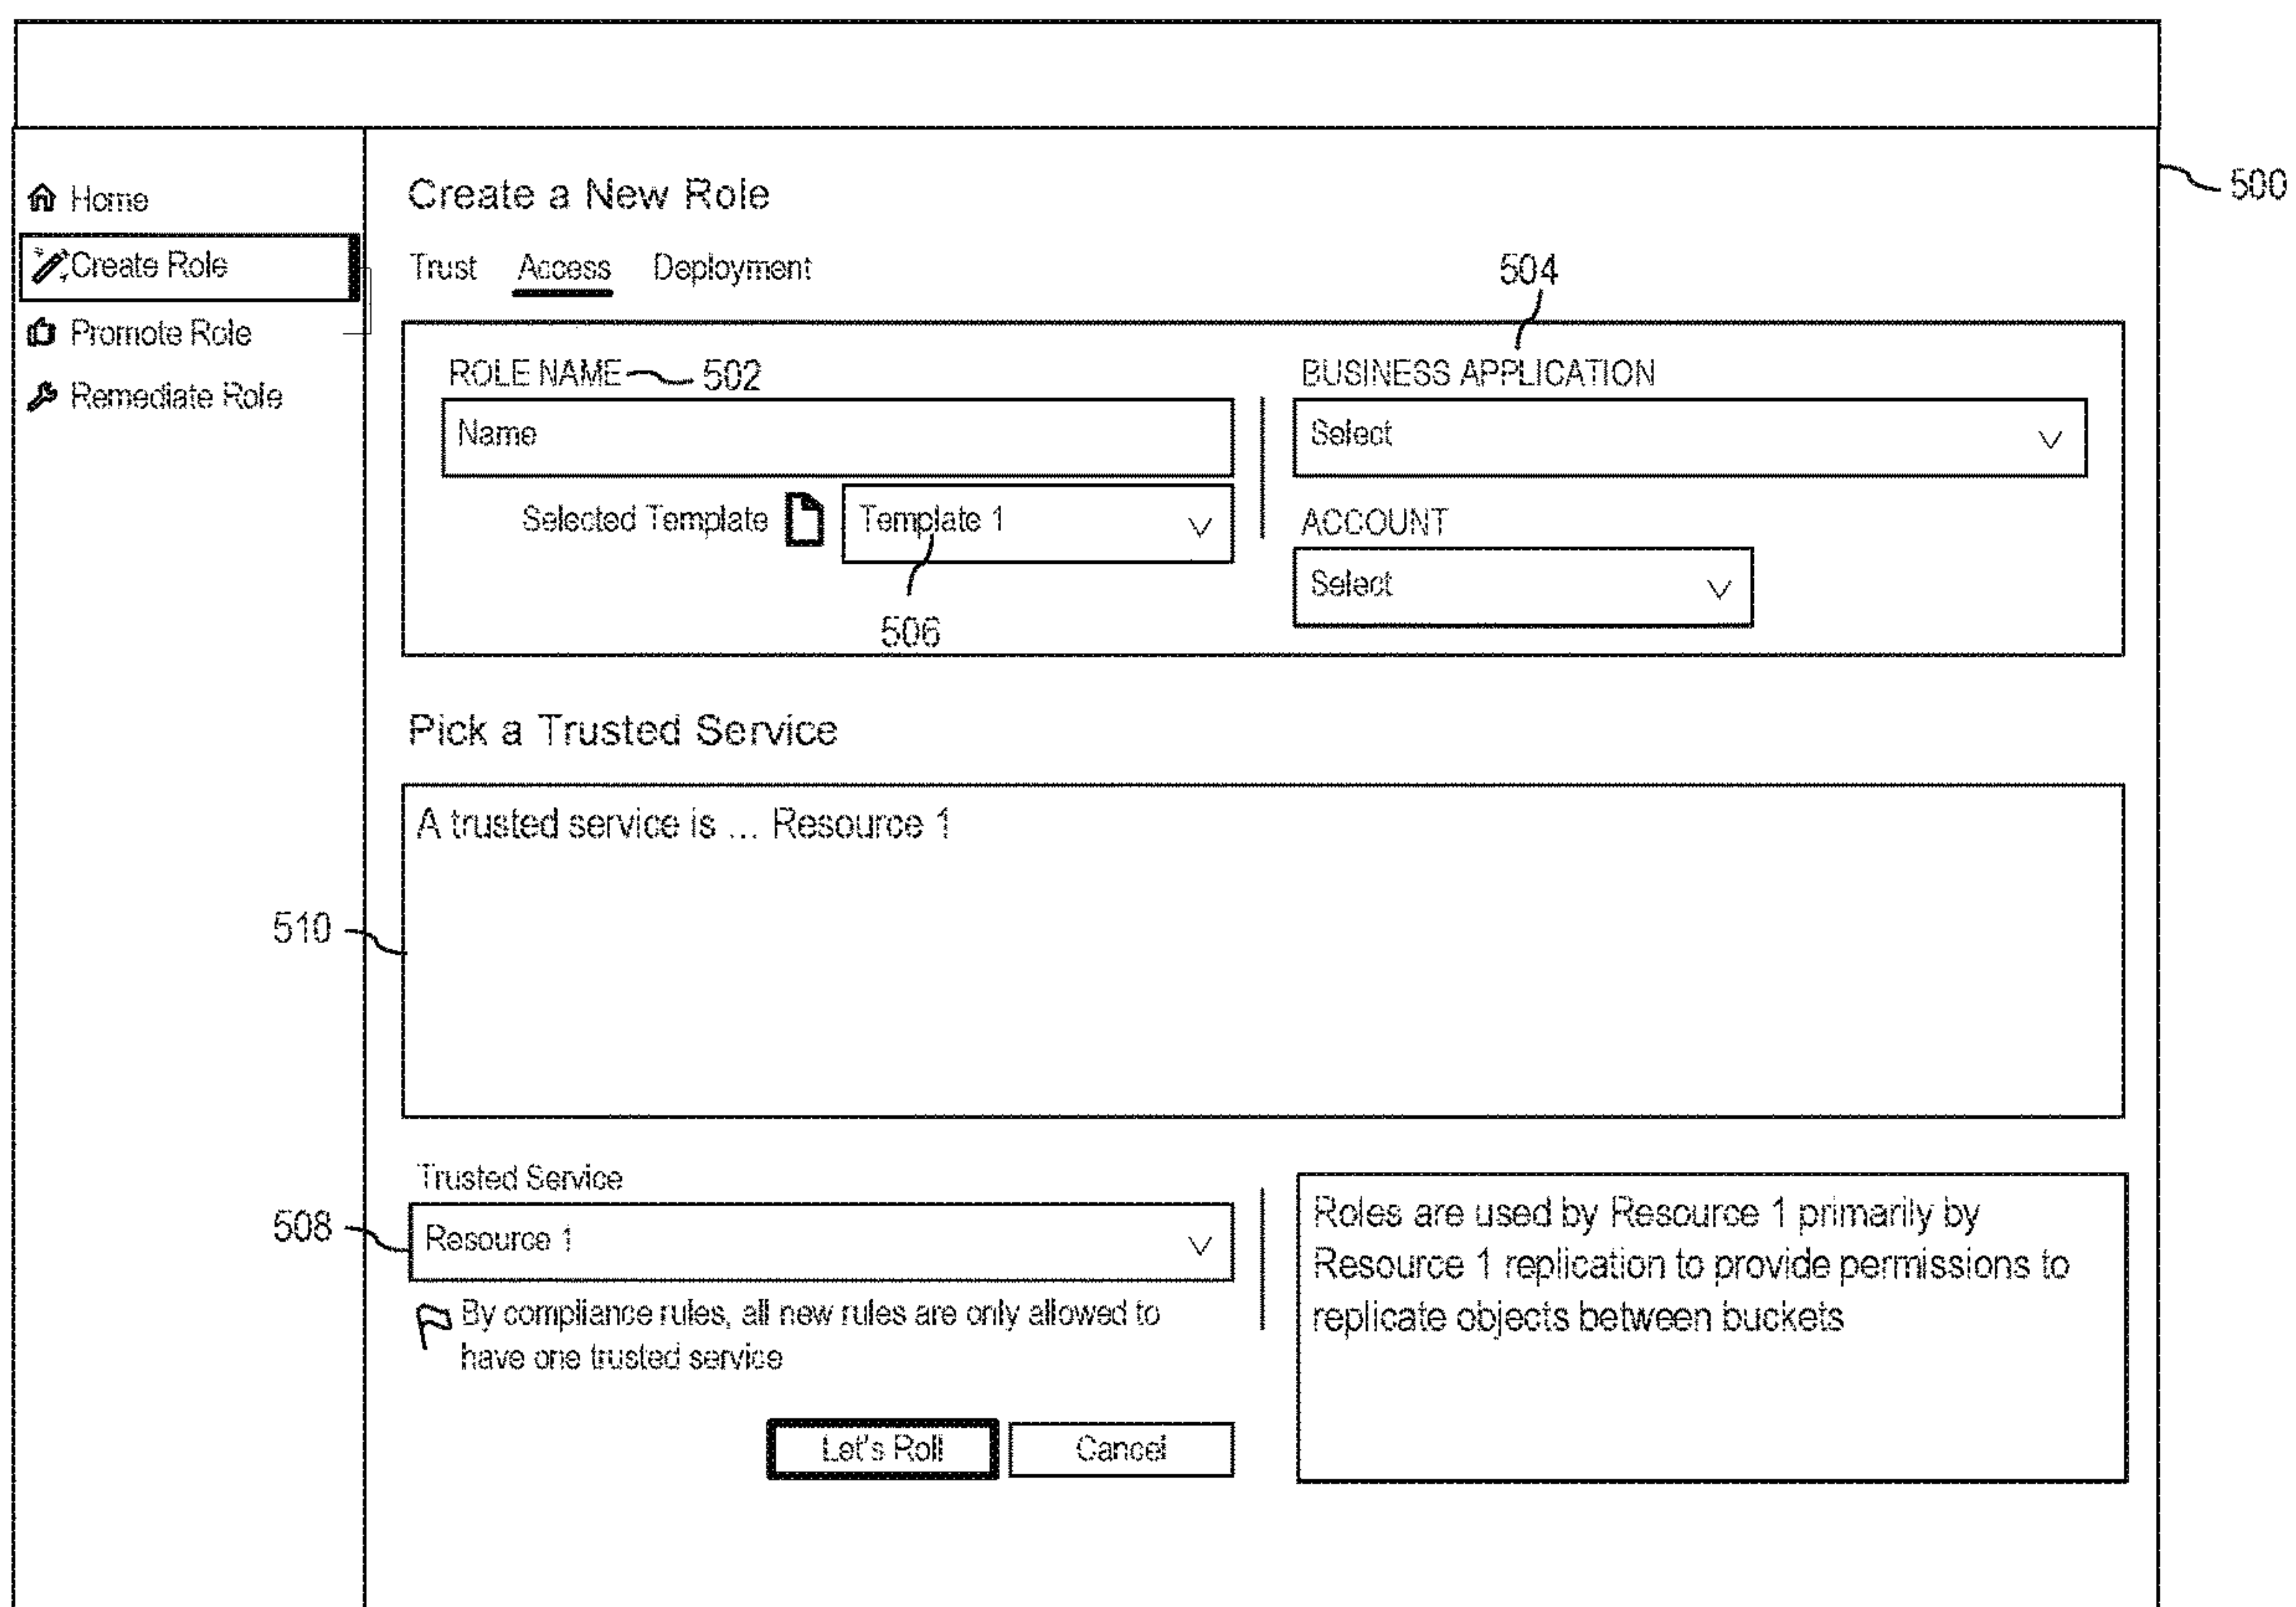 500
Home
Create Role
Promote Role
Remediate Role
Create a New Role
Trust Access Deployment
504
ROLE NAME 502
Name
Selected Template Template 1
506
BUSINESS APPLICATION
Select
ACCOUNT
Select
Pick a Trusted Service
A trusted service is ... Resource 1
510
Trusted Service
508
Resource 1
By compliance rules, all new rules are only allowed to
have one trusted service
Let's Roll Cancel
Roles are used by Resource 1 primarily by
Resource 1 replication to provide permissions to
replicate objects between buckets